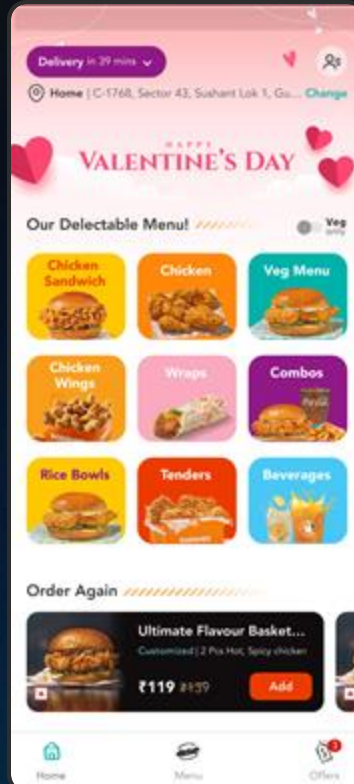 Delivery in 39 mins
Home | C-1768, Sector 43, Sushant Lok 1, Gu... Change
HAPPY
VALENTINE'S DAY
Our Delectable Menu!
Veg
only
Chicken
Sandwich
Chicken
Veg Menu
Chicken
Wings
Wraps
Combos
Rice Bowls
Tenders
Beverages
Order Again
Ultimate Flavour Basket...
Customized | 2 Pcs Hot, Spicy chicken
₹119 ₹139
Add
Home
Menu
Offers